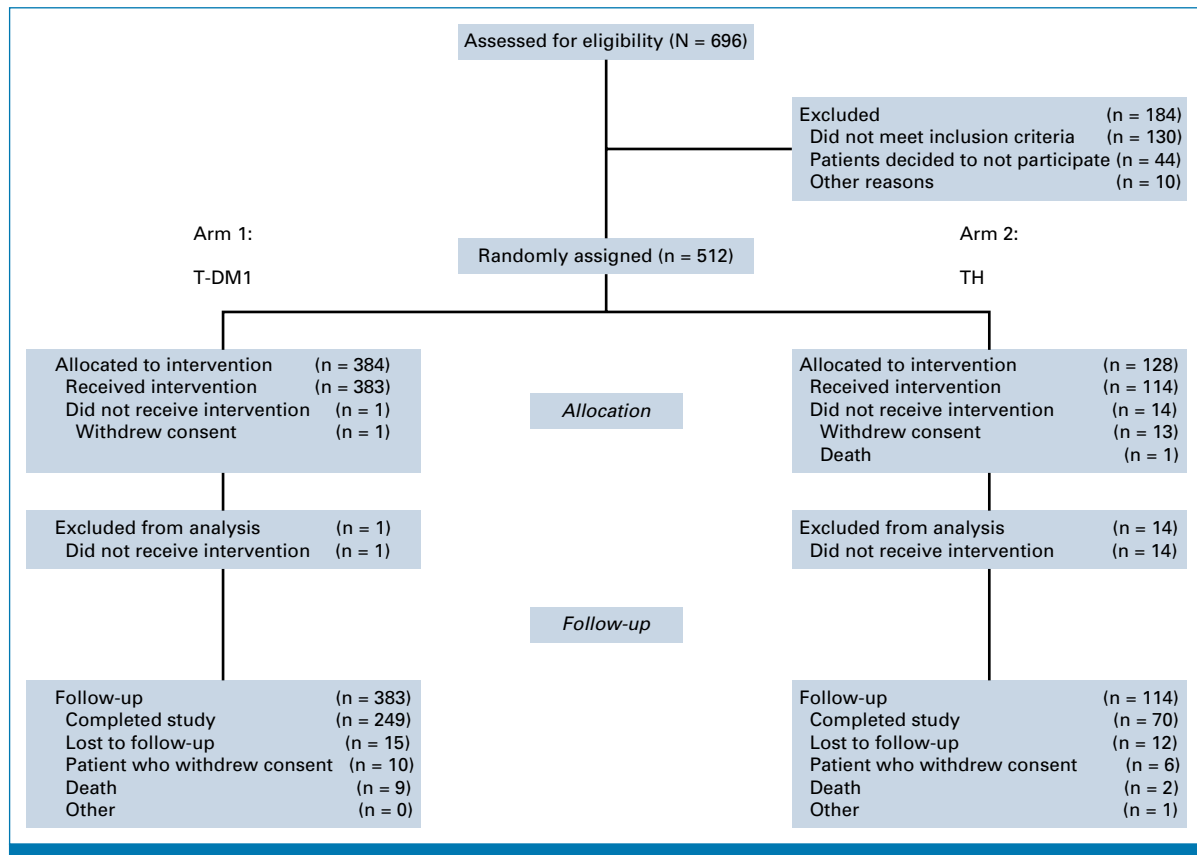 Assessed for eligibility (N = 696)
Excluded (n = 184)
Did not meet inclusion criteria (n = 130)
Patients decided to not participate (n = 44)
Other reasons (n = 10)
Randomly assigned (n = 512)
Arm 1:
T-DM1
Arm 2:
TH
Allocated to intervention (n = 384)
Received intervention (n = 383)
Did not receive intervention (n = 1)
Withdrew consent (n = 1)
Allocation
Allocated to intervention (n = 128)
Received intervention (n = 114)
Did not receive intervention (n = 14)
Withdrew consent (n = 13)
Death (n = 1)
Excluded from analysis (n = 1)
Did not receive intervention (n = 1)
Excluded from analysis (n = 14)
Did not receive intervention (n = 14)
Follow-up
Follow-up (n = 383)
Completed study (n = 249)
Lost to follow-up (n = 15)
Patient who withdrew consent (n = 10)
Death (n = 9)
Other (n = 0)
Follow-up (n = 114)
Completed study (n = 70)
Lost to follow-up (n = 12)
Patient who withdrew consent (n = 6)
Death (n = 2)
Other (n = 1)